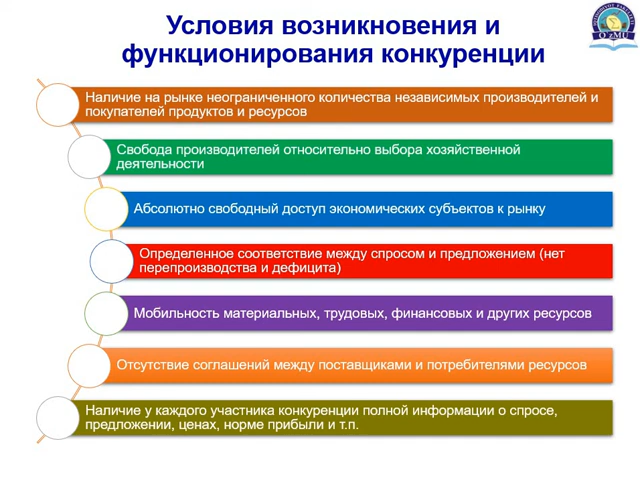 Условия возникновения и
функционирования конкуренции
O'zMU
Наличие на рынке неограниченного количества независимых производителей и
покупателей продуктов и ресурсов
Свобода производителей относительно выбора хозяйственной
деятельности
Абсолютно свободный доступ экономических субъектов к рынку
Определенное соответствие между спросом и предложением (нет
перепроизводства и дефицита)
Мобильность материальных, трудовых, финансовых и других ресурсов
Отсутствие соглашений между поставщиками и потребителями ресурсов
Наличие у каждого участника конкуренции полной информации о спросе,
предложении, ценах, норме прибыли и т.п.